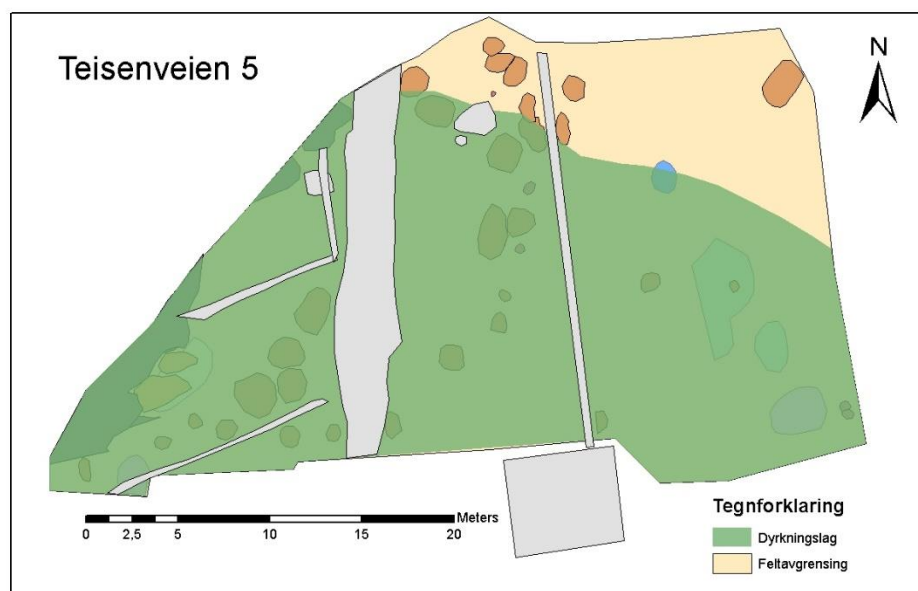 Teisenveien 5
N
Meters
0 2,5 5 10 15 20
Tegnforklaring
Dyrkningslag
Feltavgrensing